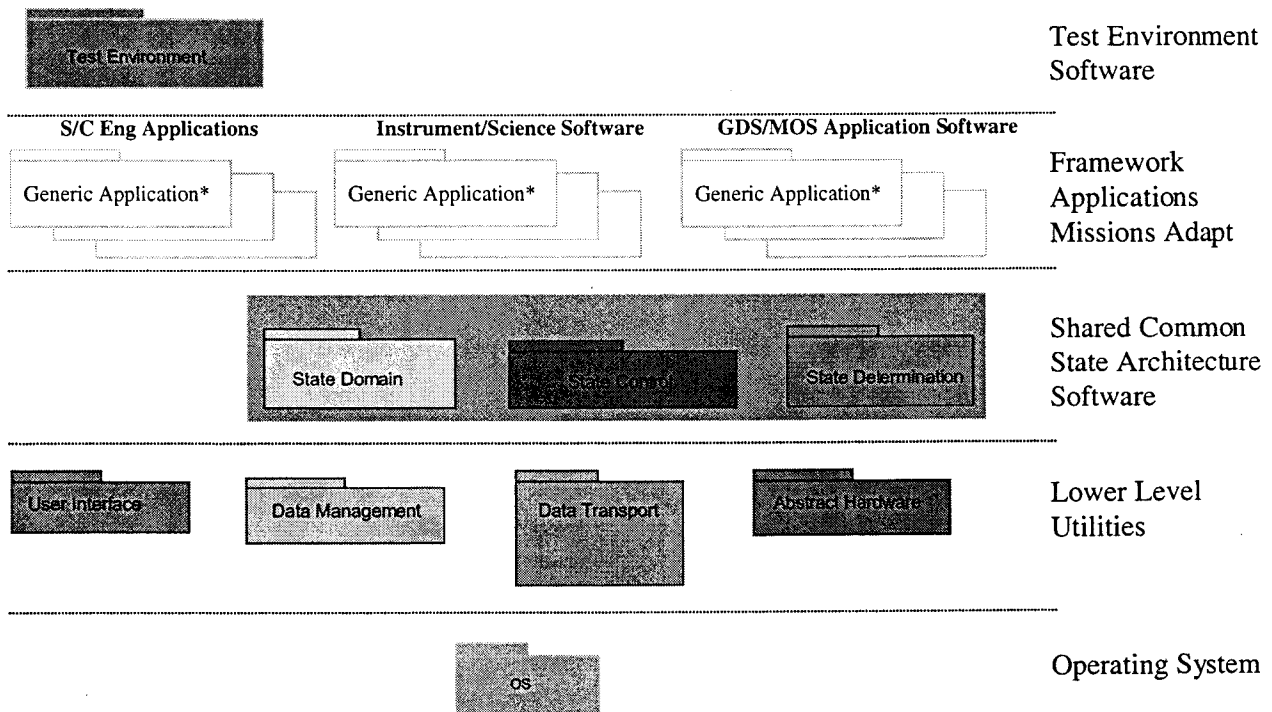 Test Environment
Test Environment
Software
S/C Eng Applications
Instrument/Science Software
GDS/MOS Application Software
Generic Application*
Generic Application*
Generic Application*
Framework
Applications
Missions Adapt
State Domain
State Control
State Determination
Shared Common
State Architecture
Software
User Interface
Data Management
Data Transport
Abstract Hardware
Lower Level
Utilities
OS
Operating System